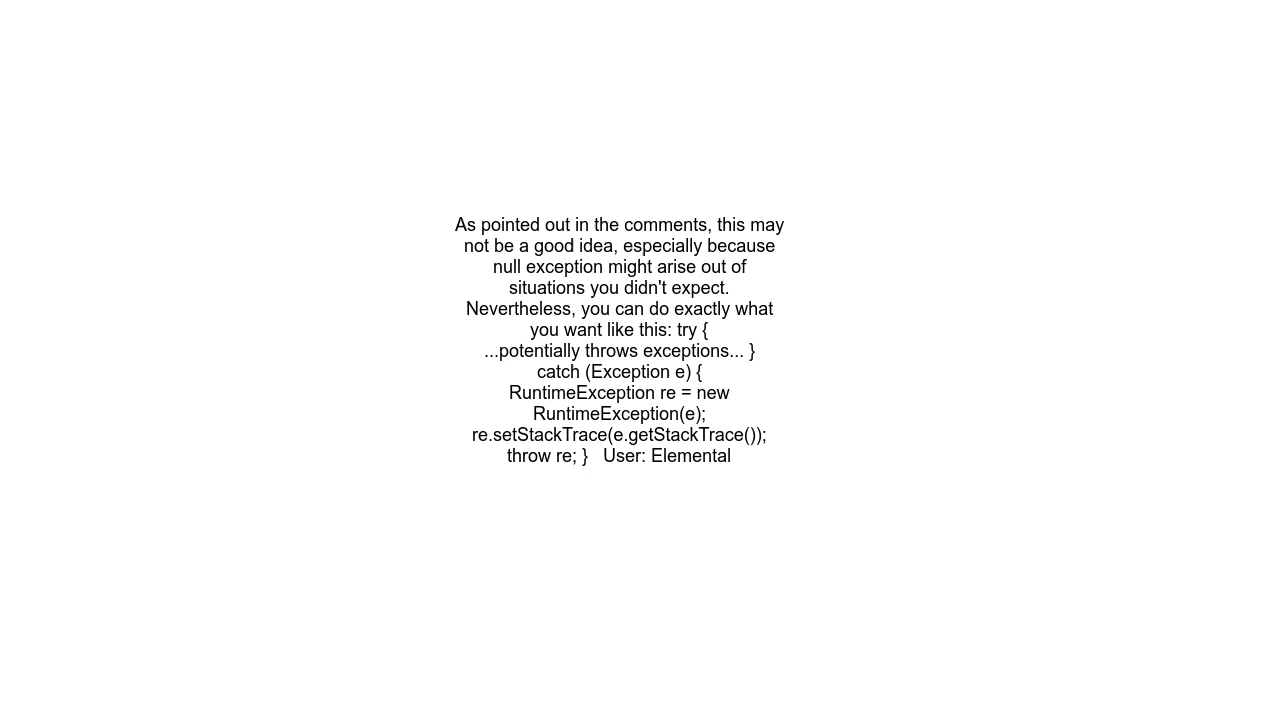 As pointed out in the comments, this may
not be a good idea, especially because
null exception might arise out of
situations you didn't expect.
Nevertheless, you can do exactly what
you want like this: try {
...potentially throws exceptions... }
catch (Exception e) {
RuntimeException re = new
RuntimeException(e);
re.setStackTrace(e.getStackTrace());
throw re; }   User: Elemental